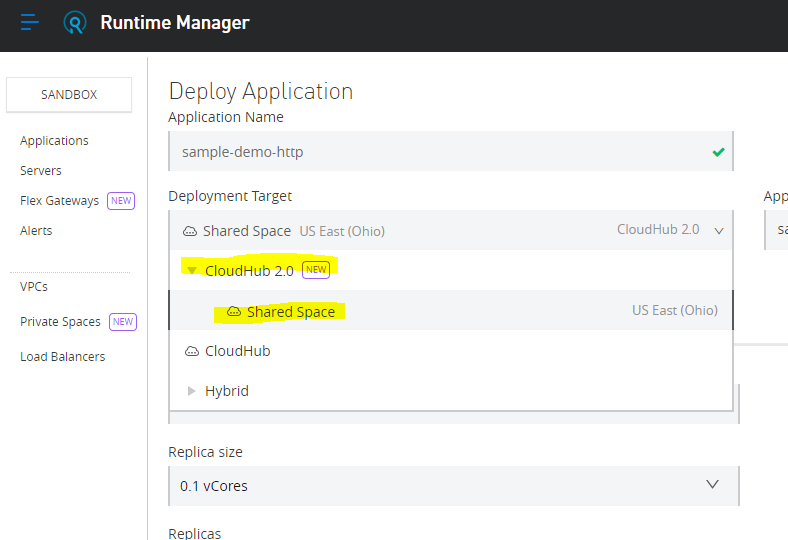 Runtime Manager
SANDBOX
Applications
Servers
Flex Gateways NEW
Alerts
VPCs
Private Spaces NEW
Load Balancers
Deploy Application
Application Name
sample-demo-http
Deployment Target
Shared Space US East (Ohio) CloudHub 2.0
CloudHub 2.0 NEW
Shared Space US East (Ohio)
CloudHub
Hybrid
Replica size
0.1 vCores
Replicas
App
sa